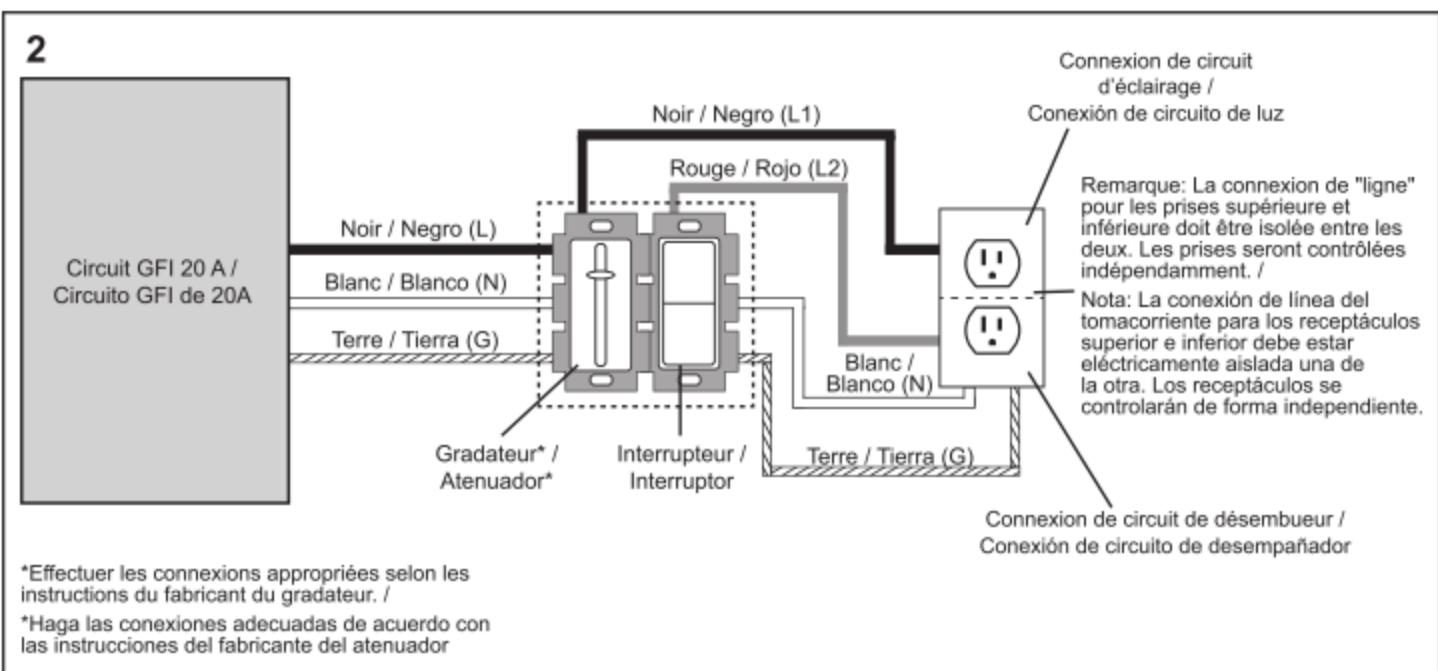 2
Connexion de circuit
d'éclairage /
Conexión de circuito de luz
Noir / Negro (L1)
Rouge / Rojo (L2)
Remarque: La connexion de "ligne"
pour les prises supérieure et
inférieure doit être isolée entre les
deux. Les prises seront contrôlées
indépendamment. /
Nota: La conexión de línea del
tomacorriente para los receptáculos
superior e inferior debe estar
eléctricamente aislada una de
la otra. Los receptáculos se
controlarán de forma independiente.
Noir / Negro (L)
Circuit GFI 20 A /
Circuito GFI de 20A
Blanc / Blanco (N)
Terre / Tierra (G)
Blanc /
Blanco (N)
Gradateur* /
Atenuador*
Interrupteur /
Interruptor
Terre / Tierra (G)
Connexion de circuit de désembueur /
Conexión de circuito de desempañador
*Effectuer les connexions appropriées selon les
instructions du fabricant du gradateur. /
*Haga las conexiones adecuadas de acuerdo con
las instrucciones del fabricante del atenuador